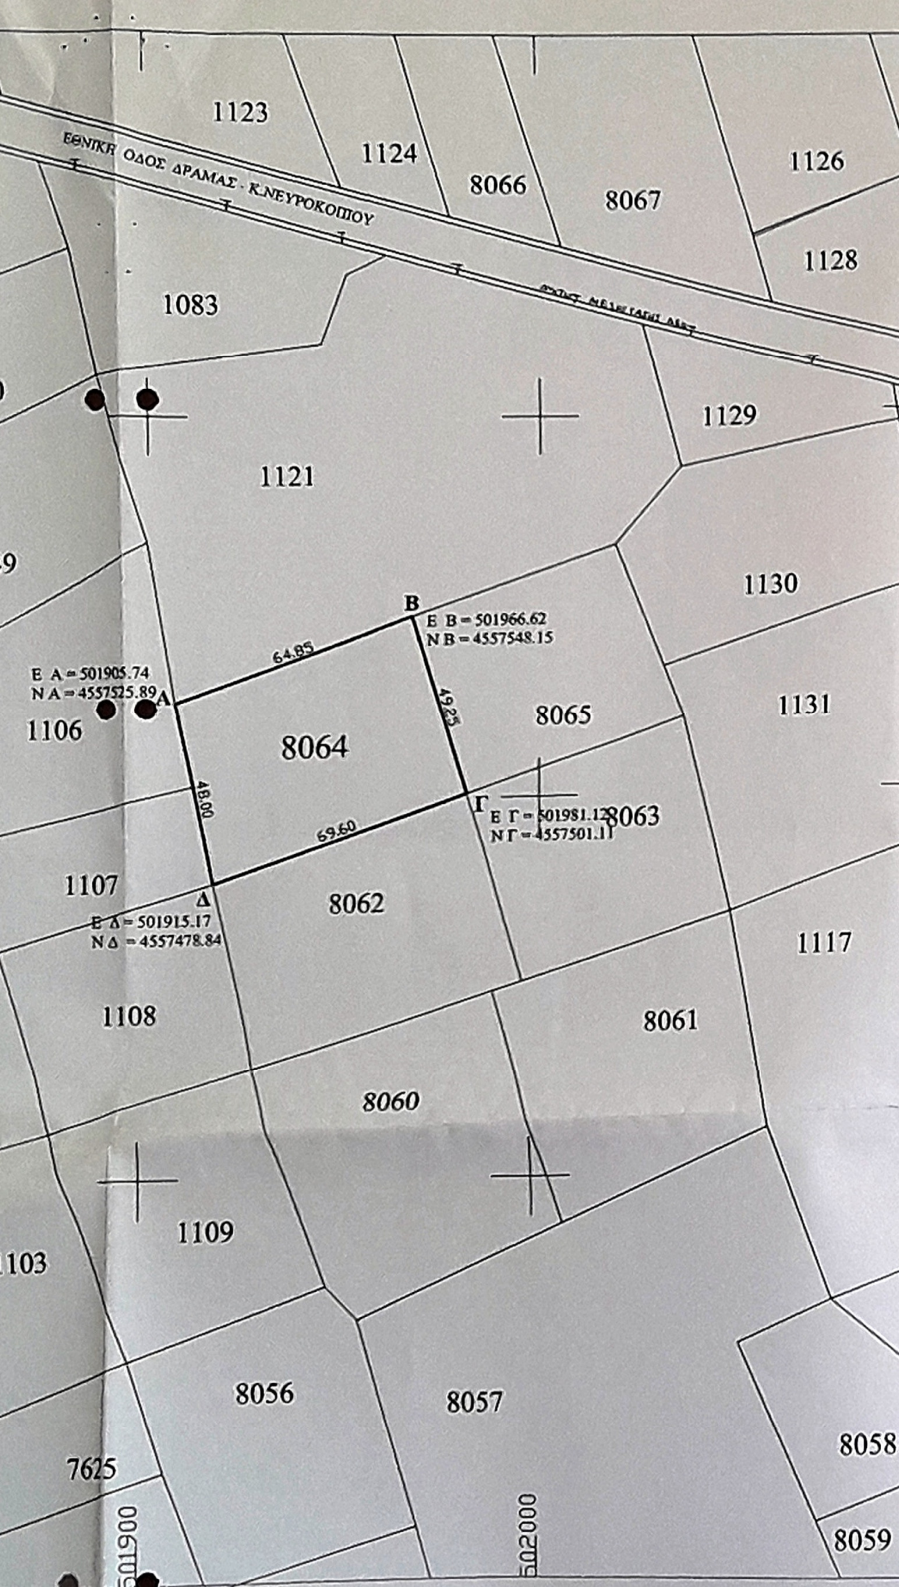 1123
1124
8066
8067
1126
1128
ΕΘΝΙΚΗ ΟΔΟΣ ΔΡΑΜΑΣ - Κ.ΝΕΥΡΟΚΟΠΙΟΥ
1083
1129
1121
9
1130
B
E B = 501966.62
N B = 4557548.15
64.85
E A = 501905.74
N A = 4557525.89
A
1106
49.25
8065
1131
8064
48.00
Γ
E Γ = 501981.12
N Γ = 4557501.11
8063
69.60
1107
Δ
E Δ = 501915.17
N Δ = 4557478.84
8062
1117
1108
8061
8060
1109
103
8056
8057
8058
7625
501900
502000
8059